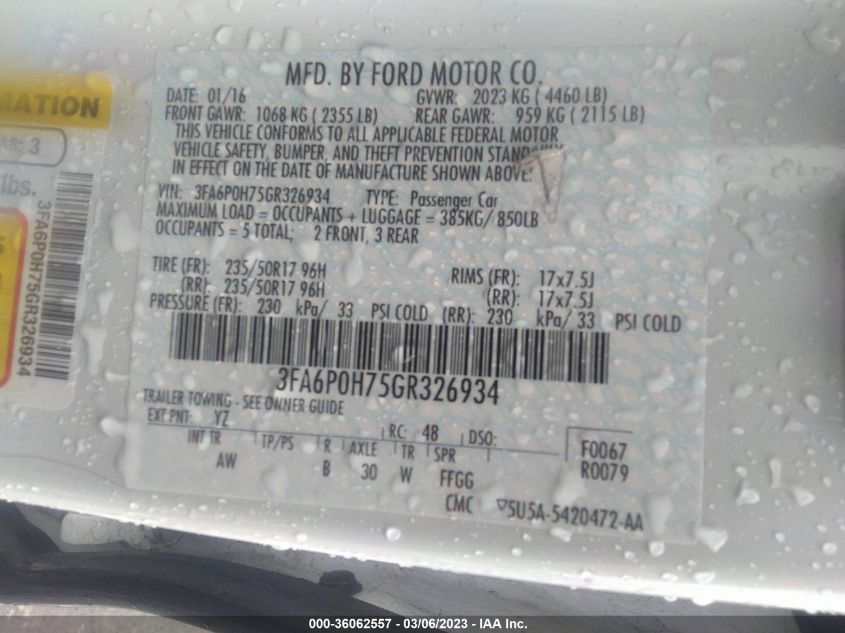 MFD. BY FORD MOTOR CO.
DATE: 01/16 GVWR: 2023 KG ( 4460 LB)
FRONT GAWR: 1068 KG ( 2355 LB) REAR GAWR: 959 KG ( 2115 LB)
THIS VEHICLE CONFORMS TO ALL APPLICABLE FEDERAL MOTOR
VEHICLE SAFETY, BUMPER, AND THEFT PREVENTION
IN EFFECT ON THE DATE OF MANUFACTURE SHOWN ABOVE.
VIN: 3FA6P0H75GR326934 TYPE: Passenger Car
MAXIMUM LOAD = OCCUPANTS + LUGGAGE = 385KG/ 850LB
OCCUPANTS = 5 TOTAL; 2 FRONT, 3 REAR
TIRE (FR): 235/50R17 96H RIMS (FR): 17x7.5J
(RR): 235/50R17 96H (RR): 17x7.5J
PRESSURE (FR): 230 kPa/ 33 PSI COLD (RR): 230 kPa/ 33 PSI COLD
3FA6P0H75GR326934
TRAILER TOWING - SEE OWNER GUIDE
EXT PNT: YZ RC: 48 DSO: F0067
INT TR TP/PS R AXLE TR SPR R0079
AW B 30 W FFGG
CMC 5U5A-5420472-AA
MATION
3
lbs.
3FA6P0H75GR326934
000-36062557 - 03/06/2023 - IAA Inc.